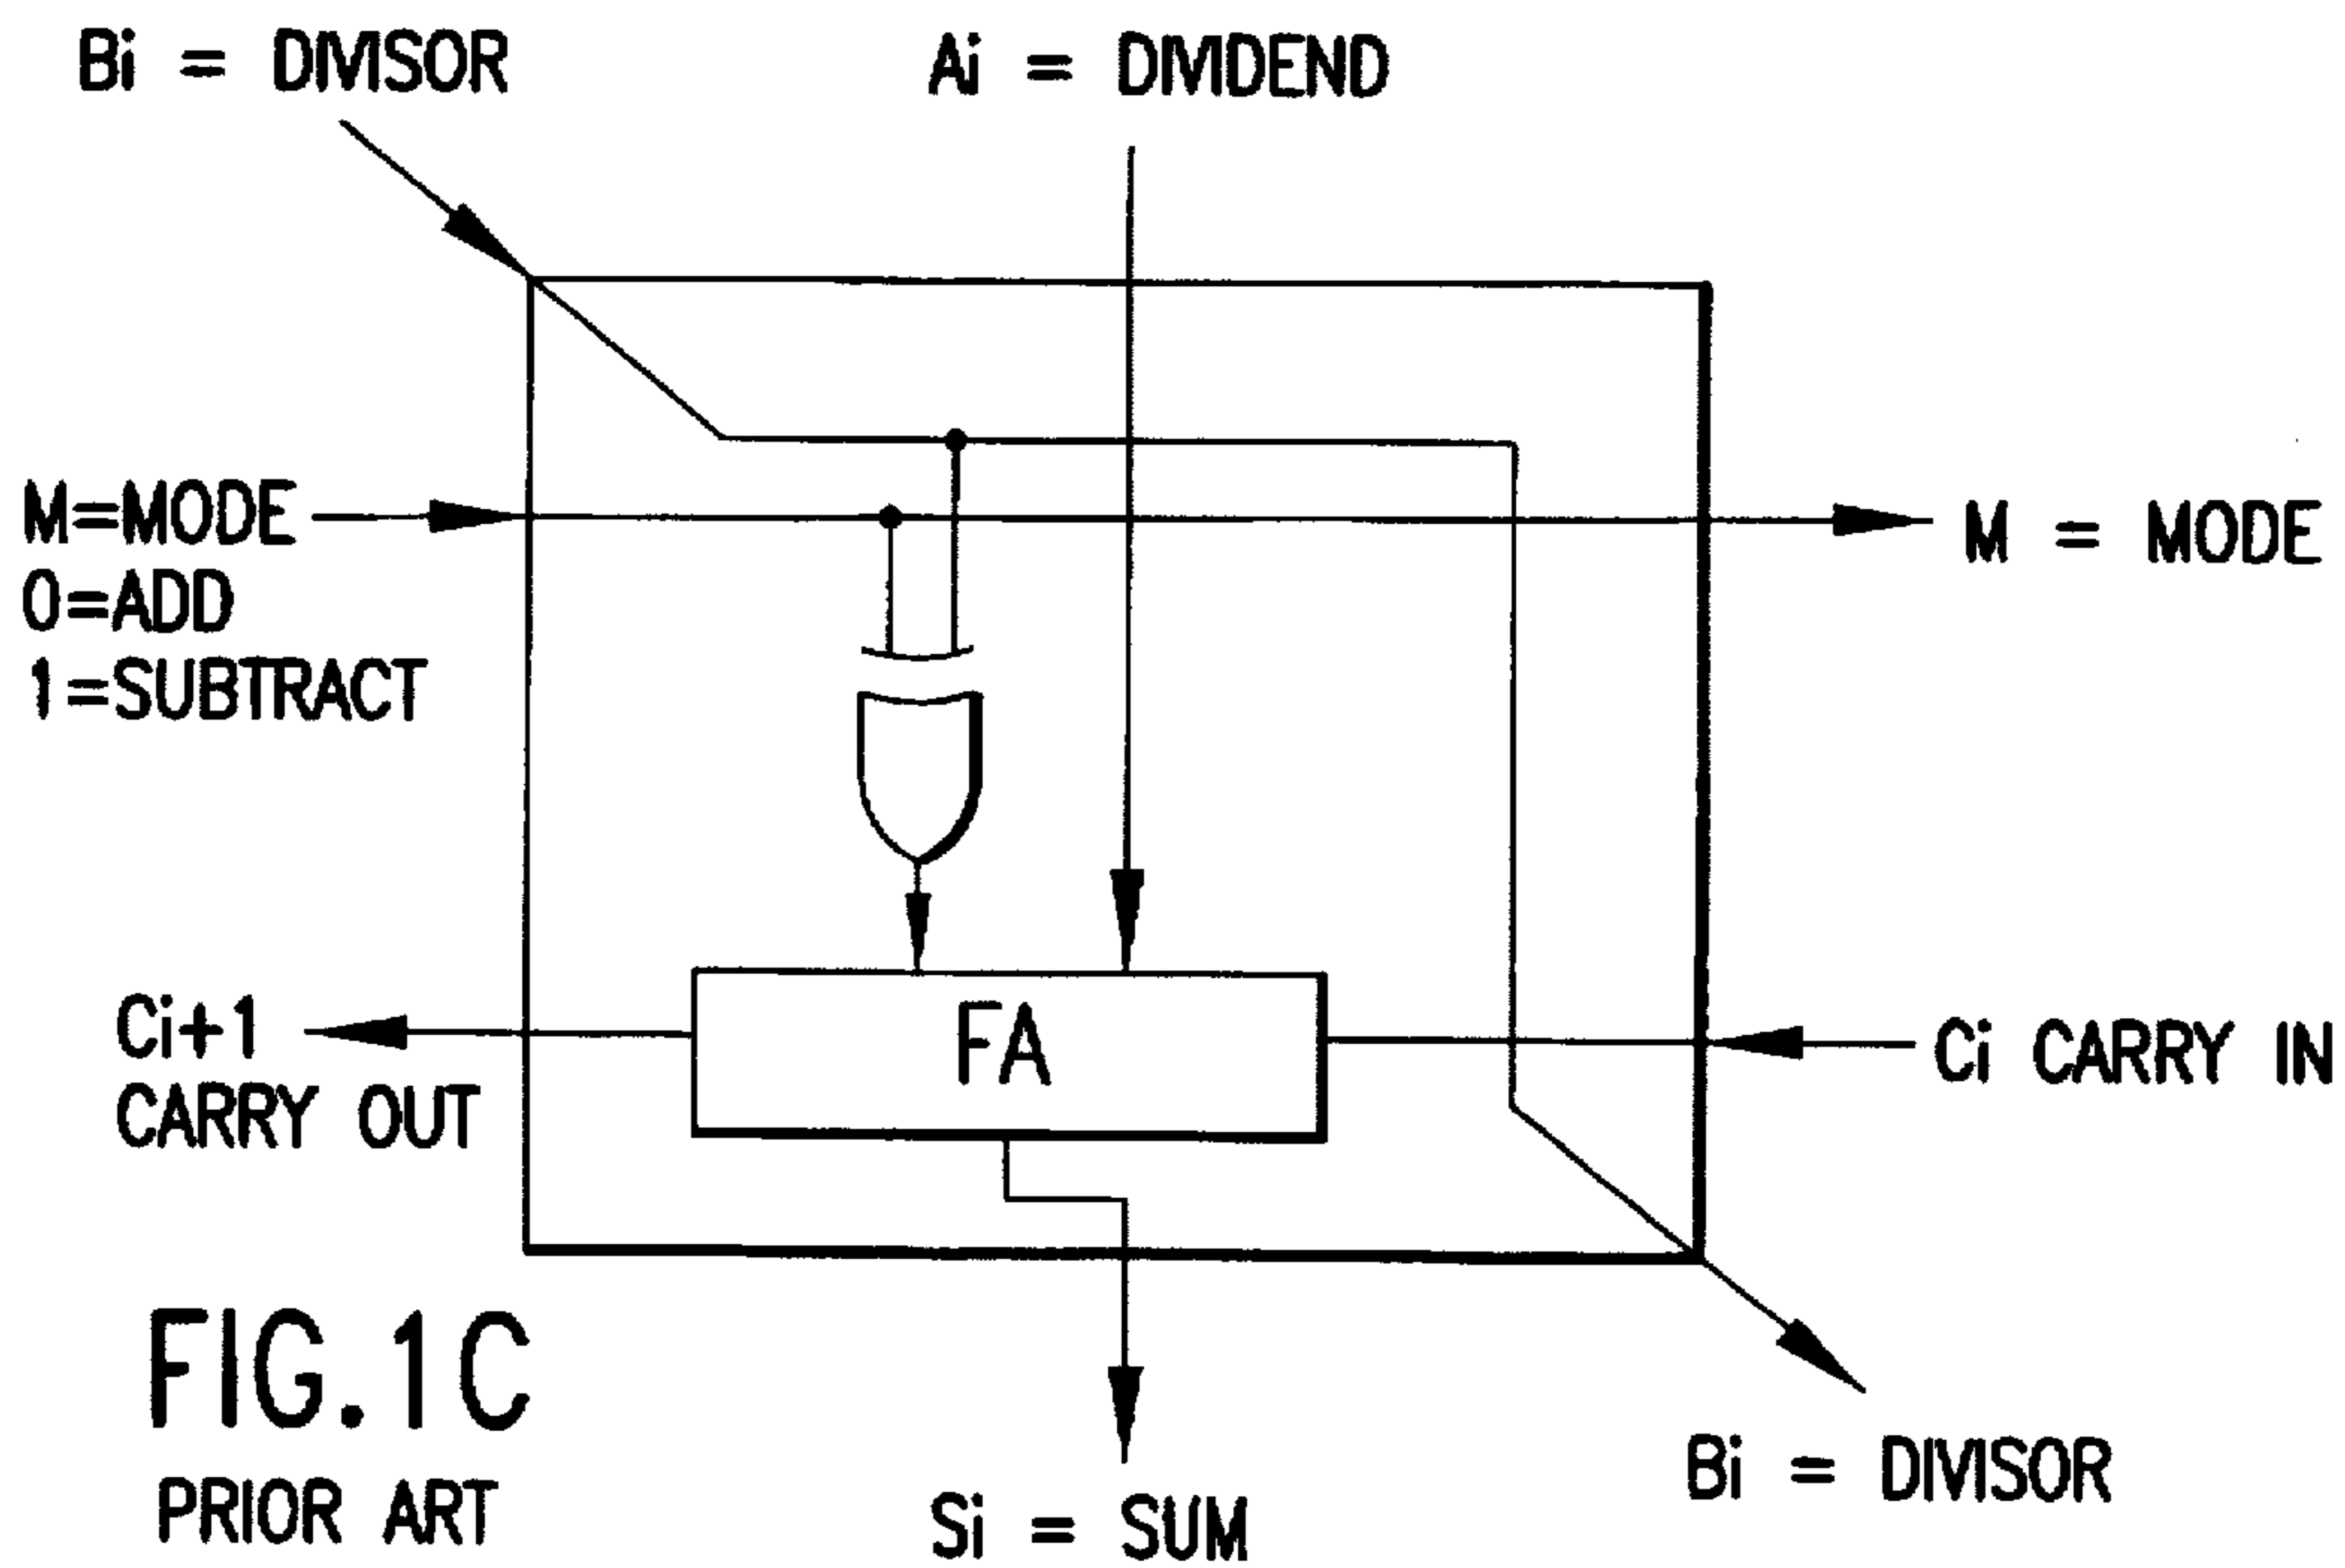 Bi = DIVISOR
Ai = DIVIDEND
M=MODE
0=ADD
1=SUBTRACT
M = MODE
FA
Ci+1
CARRY OUT
Ci CARRY IN
FIG.1C
PRIOR ART
Si = SUM
Bi = DIVISOR